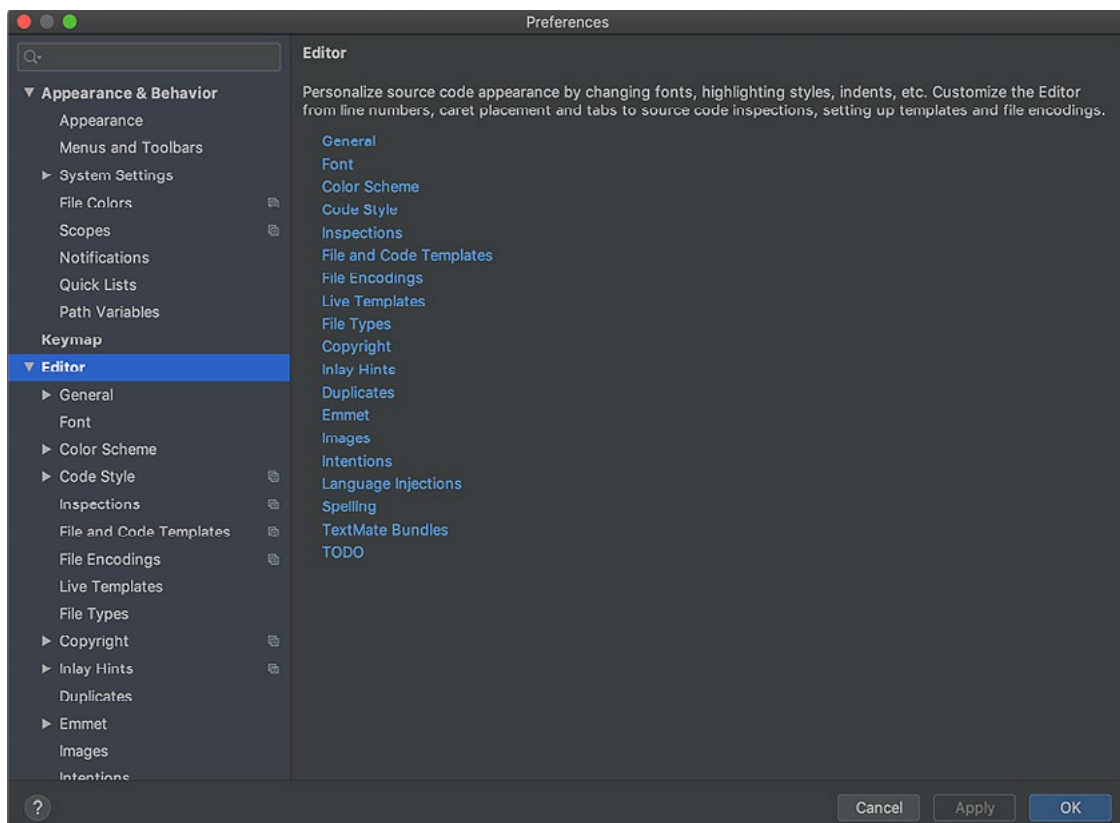 Preferences
Appearance & Behavior
Appearance
Menus and Toolbars
System Settings
File Colors
Scopes
Notifications
Quick Lists
Path Variables
Keymap
Editor
General
Font
Color Scheme
Code Style
Inspections
File and Code Templates
File Encodings
Live Templates
File Types
Copyright
Inlay Hints
Duplicates
Emmet
Images
Intentions
Editor
Personalize source code appearance by changing fonts, highlighting styles, indents, etc. Customize the Editor
from line numbers, caret placement and tabs to source code inspections, setting up templates and file encodings.
General
Font
Color Scheme
Code Style
Inspections
File and Code Templates
File Encodings
Live Templates
File Types
Copyright
Inlay Hints
Duplicates
Emmet
Images
Intentions
Language Injections
Spelling
TextMate Bundles
TODO
?
Cancel
Apply
OK